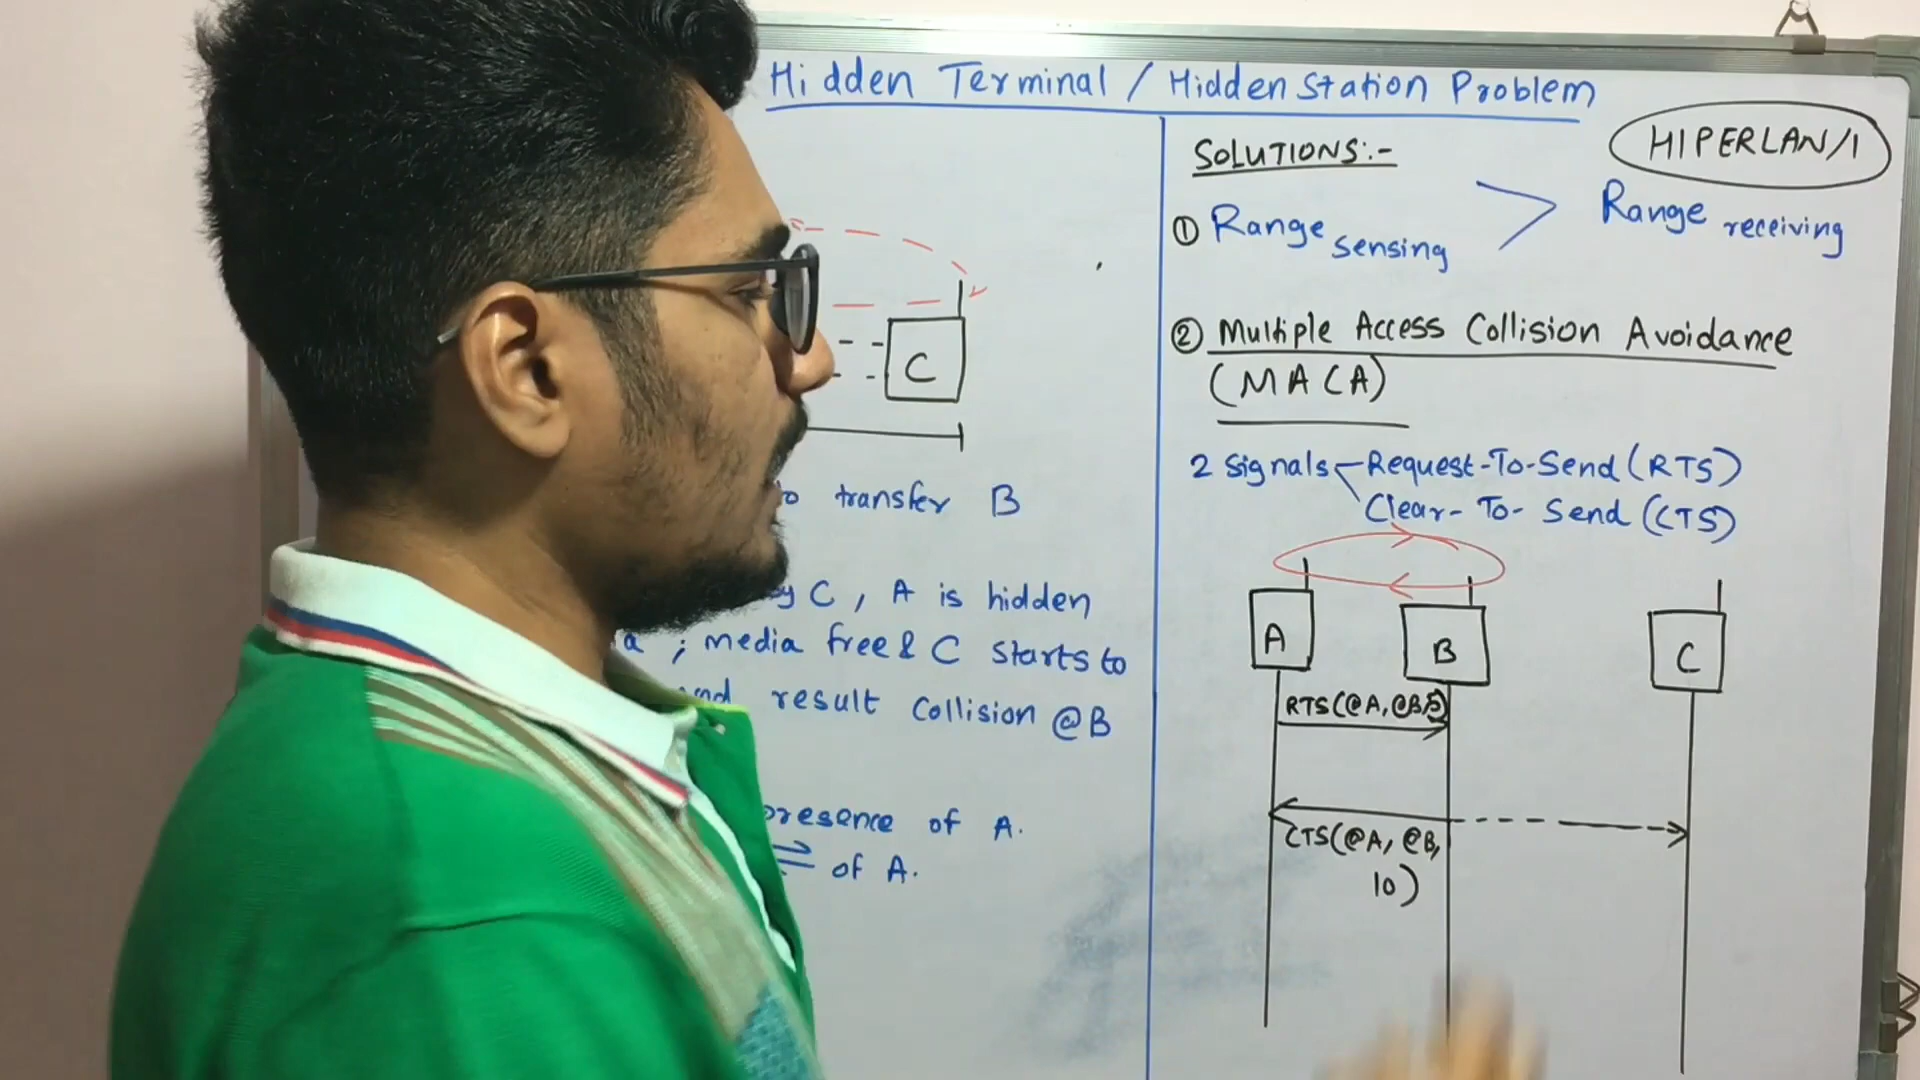 Hidden Terminal / Hidden Station Problem
C
to transfer B
by C, A is hidden
; media free & C starts to
result Collision @B
presence of A.
of A.
SOLUTIONS:-
HIPERLAN/1
① Range sensing > Range receiving
② Multiple Access Collision Avoidance
(MACA)
2 Signals Request-To-Send (RTS)
Clear-To-Send (CTS)
A B C
RTS(@A, @B,
CTS(@A, @B,
10)